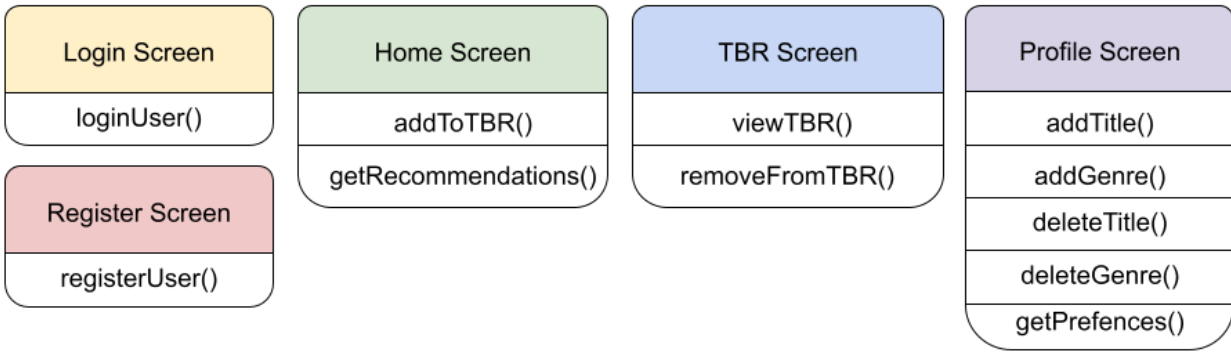 Login Screen
loginUser()
Register Screen
registerUser()
Home Screen
addToTBR()
getRecommendations()
TBR Screen
viewTBR()
removeFromTBR()
Profile Screen
addTitle()
addGenre()
deleteTitle()
deleteGenre()
getPrefences()